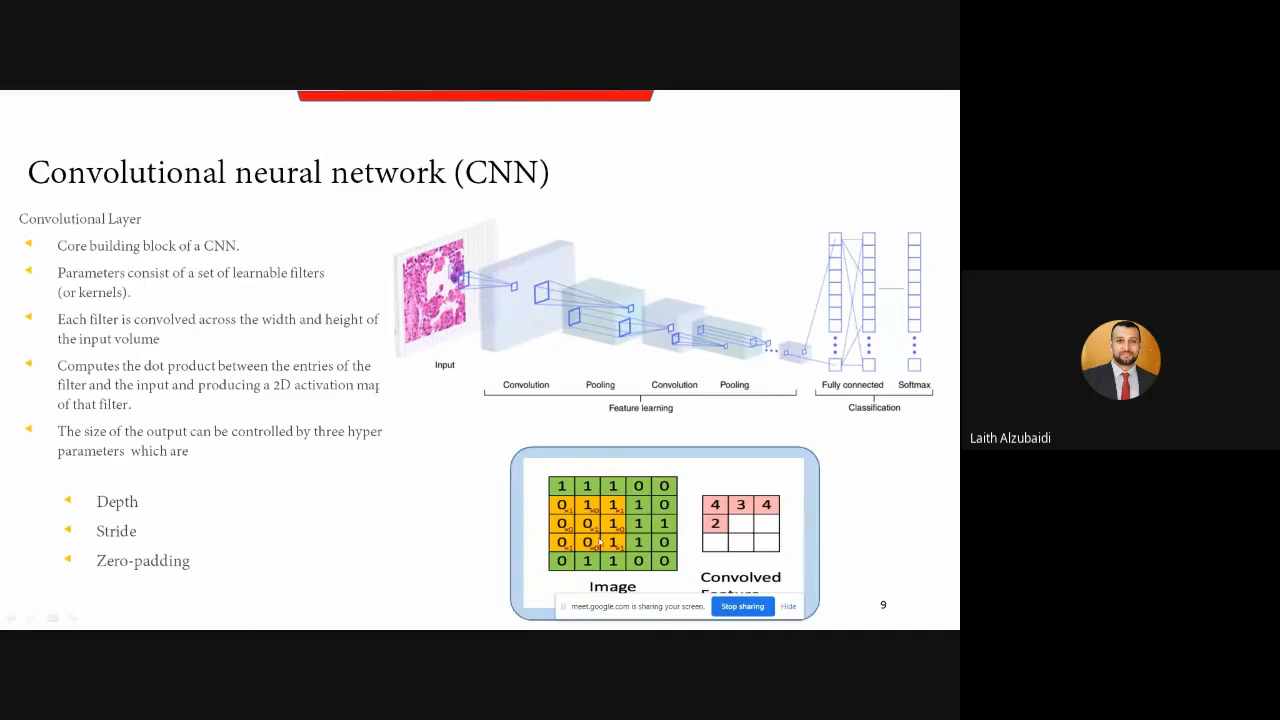 Convolutional neural network (CNN)
Convolutional Layer
Core building block of a CNN.
Parameters consist of a set of learnable filters
(or kernels).
Each filter is convolved across the width and height of
the input volume
Computes the dot product between the entries of the
filter and the input and producing a 2D activation map
of that filter.
The size of the output can be controlled by three hyper
parameters which are
Depth
Stride
Zero-padding
Input
Convolution Pooling Convolution Pooling
Fully connected Softmax
Feature learning
Classification
1 1 1 0 0
0 1 1 1 0
0 0 1 1 1
0 0 1 1 0
0 1 1 0 0
Image
4 3 4
2
Convolved
meet.google.com is sharing your screen. Stop sharing Hide
9
Laith Alzubaidi